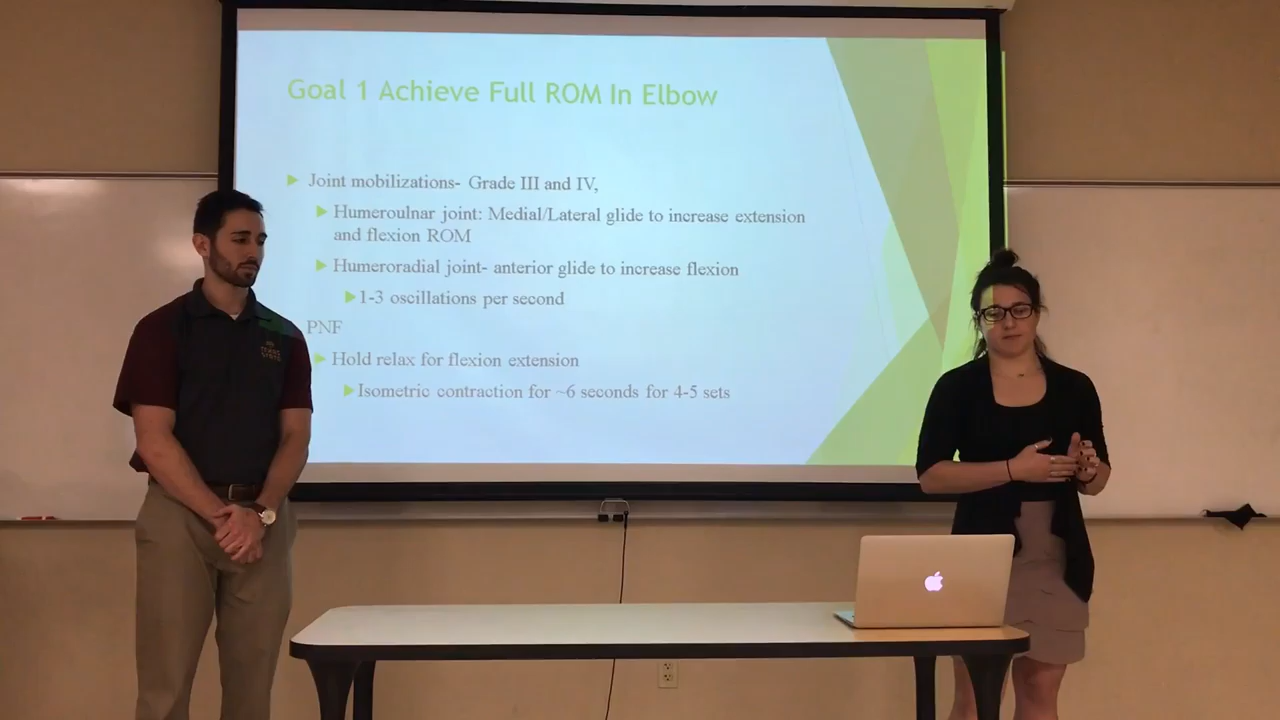 Goal 1 Achieve Full ROM In Elbow
Joint mobilizations- Grade III and IV,
Humeroulnar joint: Medial/Lateral glide to increase extension
and flexion ROM
Humeroradial joint- anterior glide to increase flexion
1-3 oscillations per second
PNF
Hold relax for flexion extension
Isometric contraction for ~6 seconds for 4-5 sets